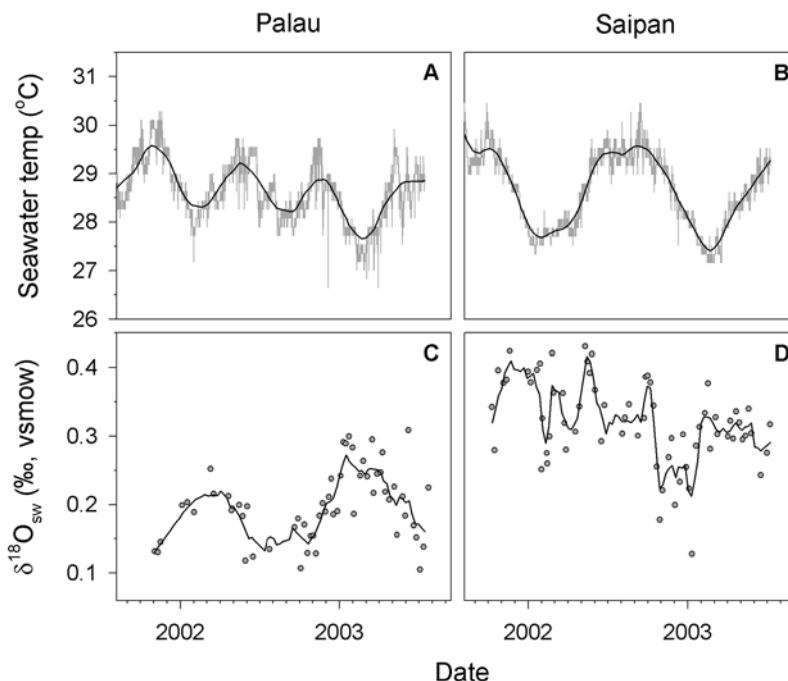 Palau
Saipan
A
B
Seawater temp (°C)
31
30
29
28
27
26
C
D
δ¹⁸O_sw (‰, vsmow)
0.4
0.3
0.2
0.1
2002
2003
2002
2003
Date